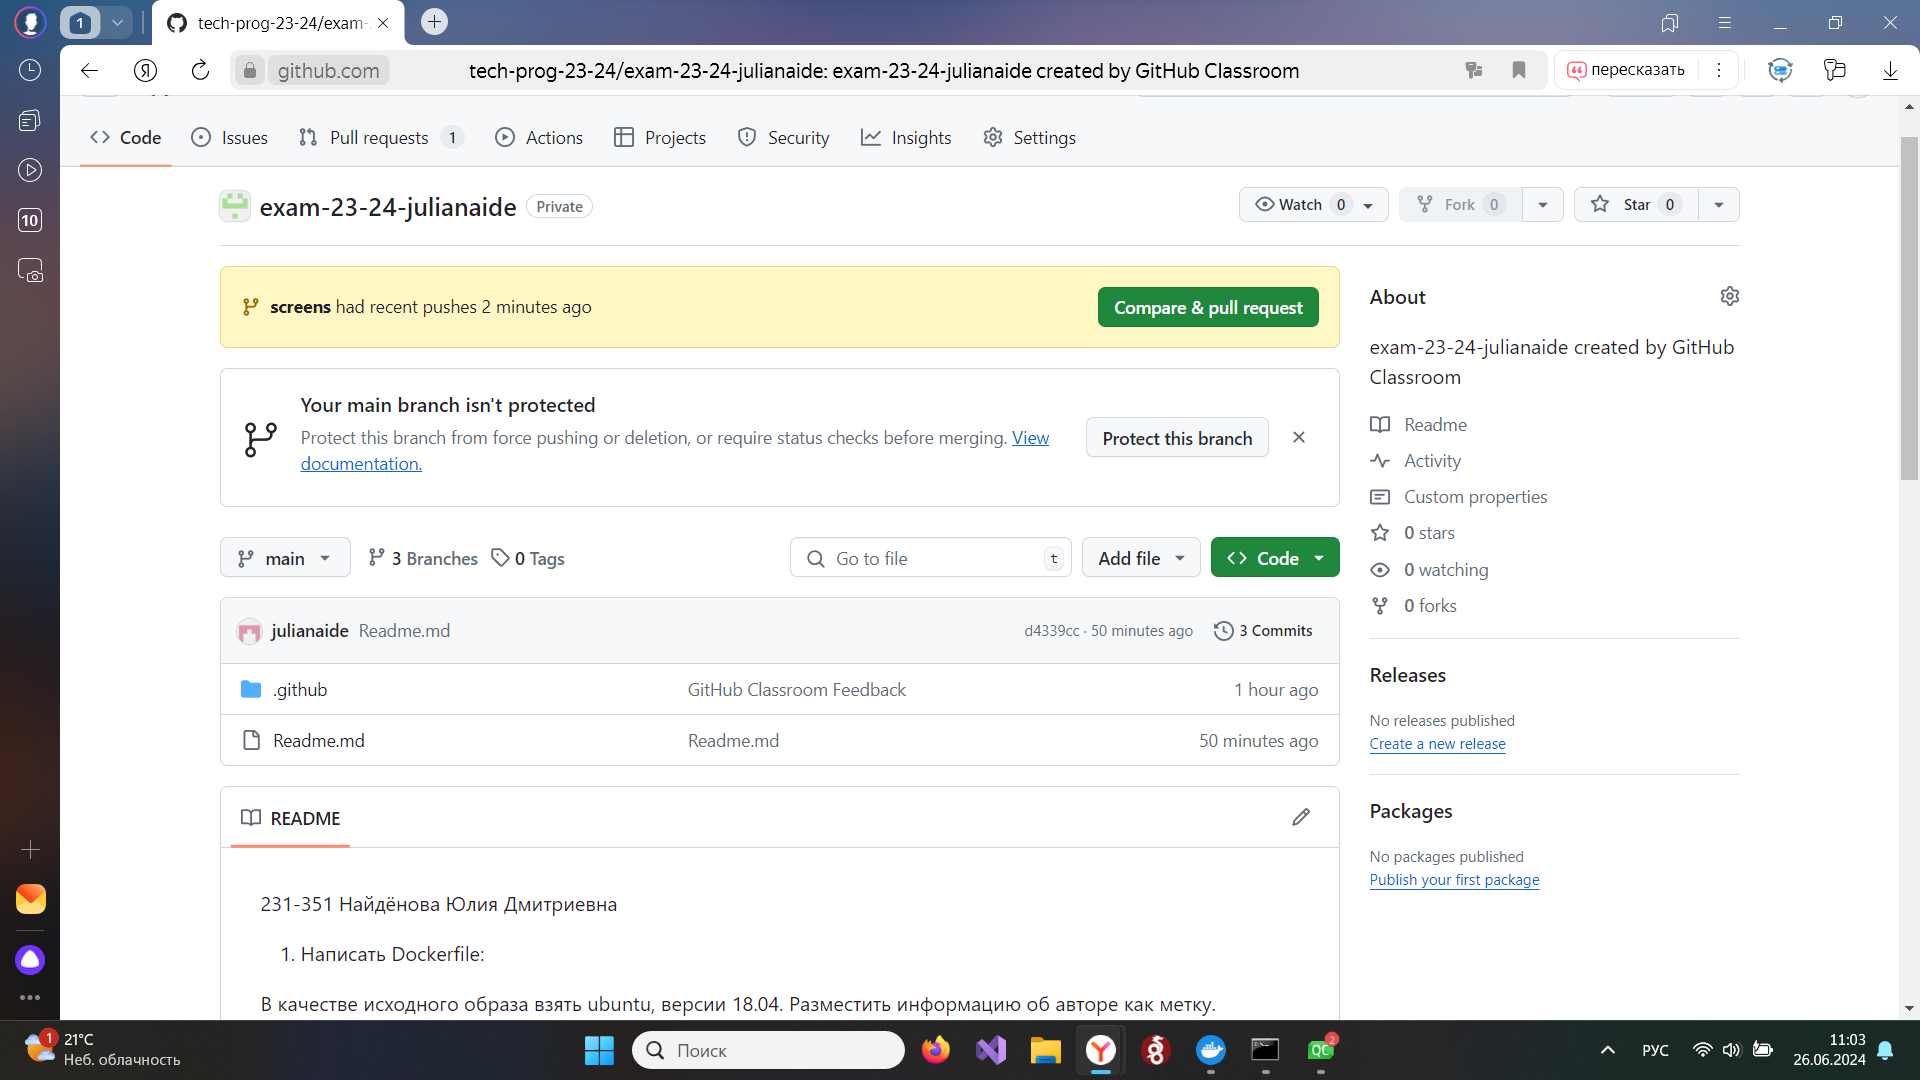 1
tech-prog-23-24/exam-
github.com
tech-prog-23-24/exam-23-24-julianaide: exam-23-24-julianaide created by GitHub Classroom
пересказать
Code
Issues
Pull requests 1
Actions
Projects
Security
Insights
Settings
10
exam-23-24-julianaide
Private
Watch 0
Fork 0
Star 0
screens had recent pushes 2 minutes ago
Compare & pull request
Your main branch isn't protected
Protect this branch from force pushing or deletion, or require status checks before merging. View
documentation.
Protect this branch
main
3 Branches
0 Tags
Go to file
t
Add file
Code
julianaide Readme.md
d4339cc · 50 minutes ago
3 Commits
.github
GitHub Classroom Feedback
1 hour ago
Readme.md
Readme.md
50 minutes ago
README
231-351 Найдёнова Юлия Дмитриевна
1. Написать Dockerfile:
В качестве исходного образа взять ubuntu, версии 18.04. Разместить информацию об авторе как метку.
About
exam-23-24-julianaide created by GitHub
Classroom
Readme
Activity
Custom properties
0 stars
0 watching
0 forks
Releases
No releases published
Create a new release
Packages
No packages published
Publish your first package
1
21°C
Неб. облачность
Поиск
QC
2
РУС
11:03
26.06.2024